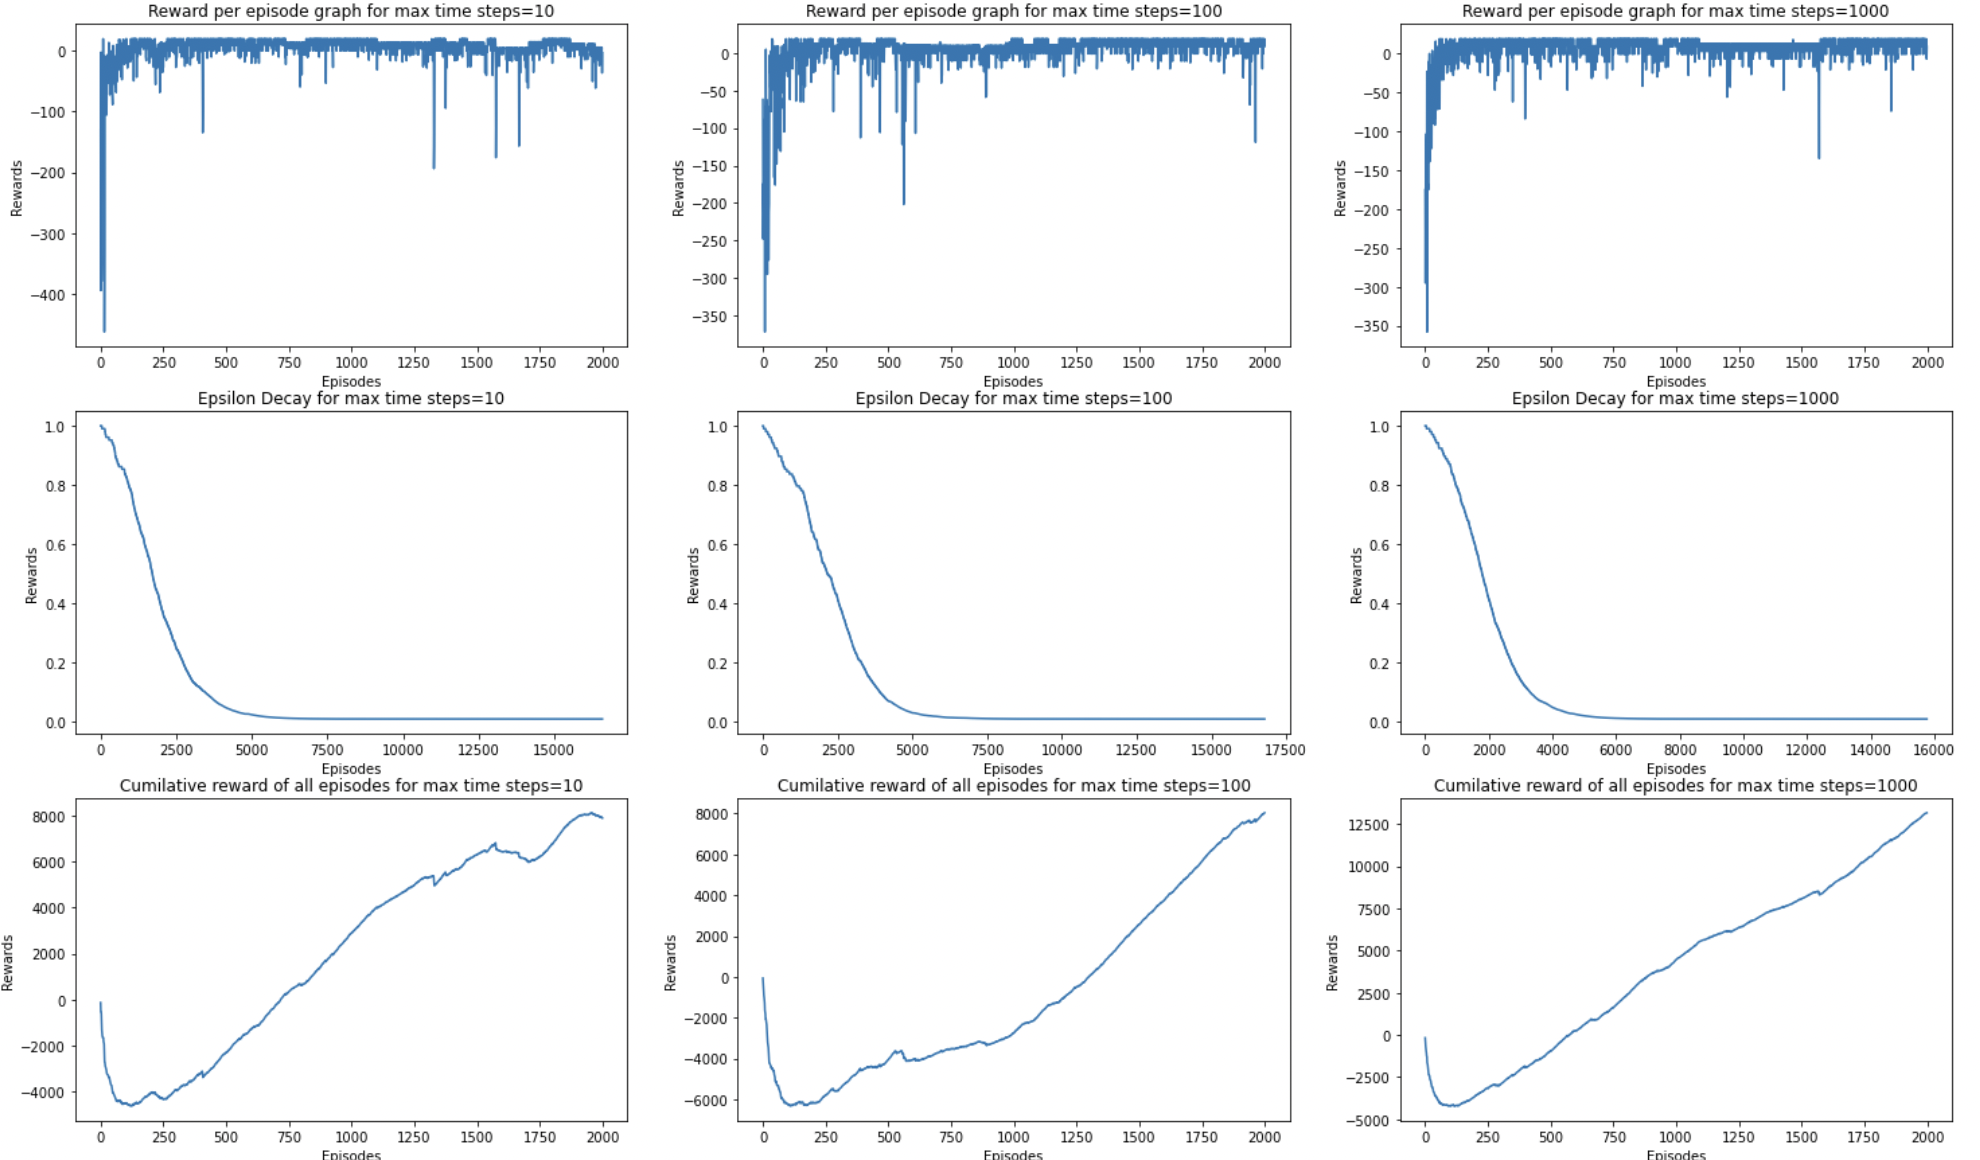 Reward per episode graph for max time steps=10
0
−100
−200
−300
−400
Rewards
0 250 500 750 1000 1250 1500 1750 2000
Episodes
Reward per episode graph for max time steps=100
0
−50
−100
−150
−200
−250
−300
−350
Rewards
0 250 500 750 1000 1250 1500 1750 2000
Episodes
Reward per episode graph for max time steps=1000
0
−50
−100
−150
−200
−250
−300
−350
Rewards
0 250 500 750 1000 1250 1500 1750 2000
Episodes
Epsilon Decay for max time steps=10
1.0
0.8
0.6
0.4
0.2
0.0
Rewards
0 2500 5000 7500 10000 12500 15000
Episodes
Epsilon Decay for max time steps=100
1.0
0.8
0.6
0.4
0.2
0.0
Rewards
0 2500 5000 7500 10000 12500 15000 17500
Episodes
Epsilon Decay for max time steps=1000
1.0
0.8
0.6
0.4
0.2
0.0
Rewards
0 2000 4000 6000 8000 10000 12000 14000 16000
Episodes
Cumilative reward of all episodes for max time steps=10
8000
6000
4000
2000
0
−2000
−4000
Rewards
0 250 500 750 1000 1250 1500 1750 2000
Episodes
Cumilative reward of all episodes for max time steps=100
8000
6000
4000
2000
0
−2000
−4000
−6000
Rewards
0 250 500 750 1000 1250 1500 1750 2000
Episodes
Cumilative reward of all episodes for max time steps=1000
12500
10000
7500
5000
2500
0
−2500
−5000
Rewards
0 250 500 750 1000 1250 1500 1750 2000
Episodes